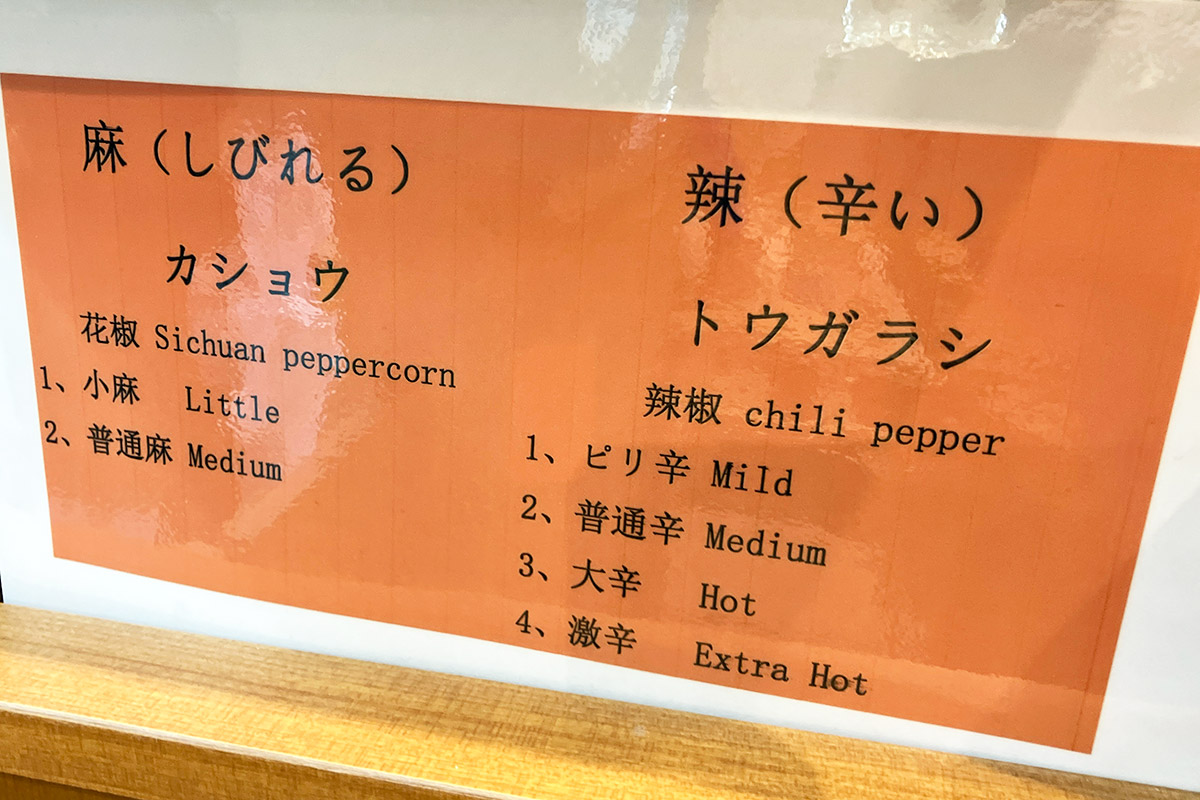 麻（しびれる）
カショウ
花椒 Sichuan peppercorn
1、小麻 Little
2、普通麻 Medium
辣（辛い）
トウガラシ
辣椒 chili pepper
1、ピリ辛 Mild
2、普通辛 Medium
3、大辛 Hot
4、激辛 Extra Hot